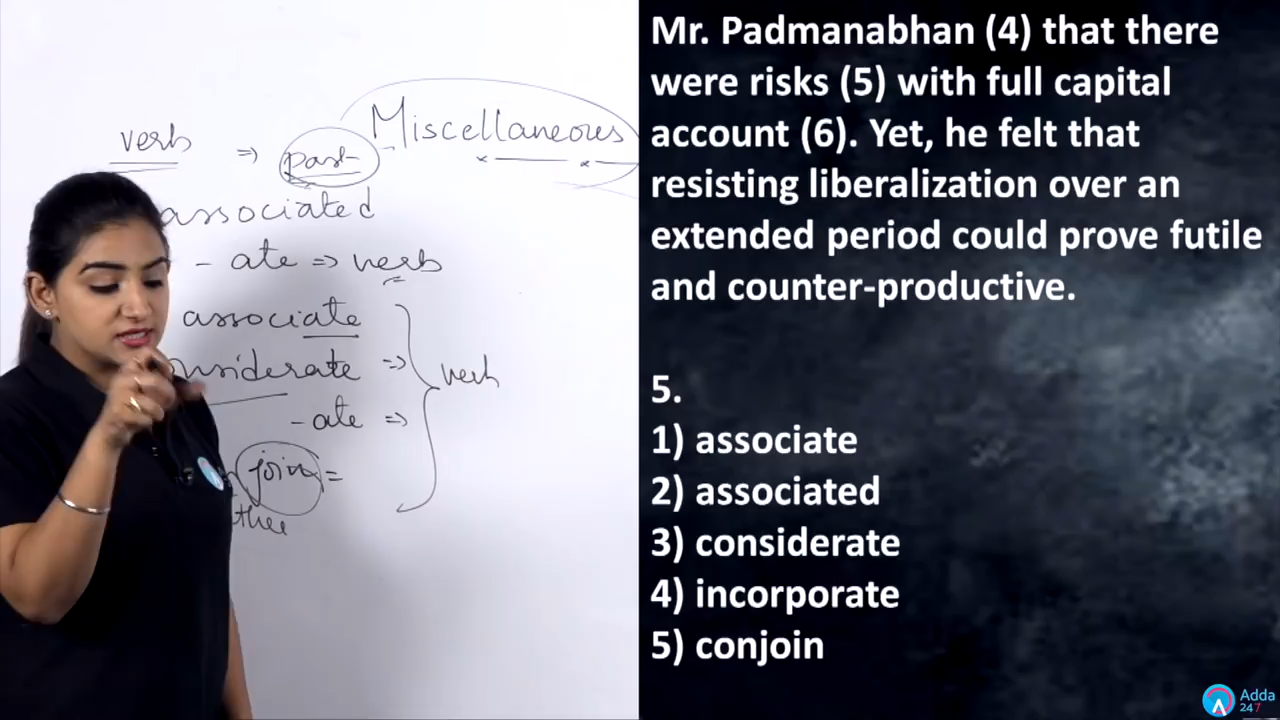 verb ⇒ past Miscellaneous
associated
- ate ⇒ verb
associate
onsiderate ⇒ verb
- ate ⇒
join =
ther
Mr. Padmanabhan (4) that there
were risks (5) with full capital
account (6). Yet, he felt that
resisting liberalization over an
extended period could prove futile
and counter-productive.
5.
1) associate
2) associated
3) considerate
4) incorporate
5) conjoin
Adda
247